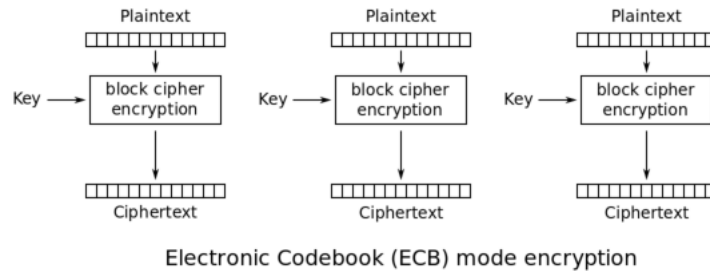 Plaintext
Plaintext
Plaintext
Key
block cipher
encryption
Key
block cipher
encryption
Key
block cipher
encryption
Ciphertext
Ciphertext
Ciphertext
Electronic Codebook (ECB) mode encryption